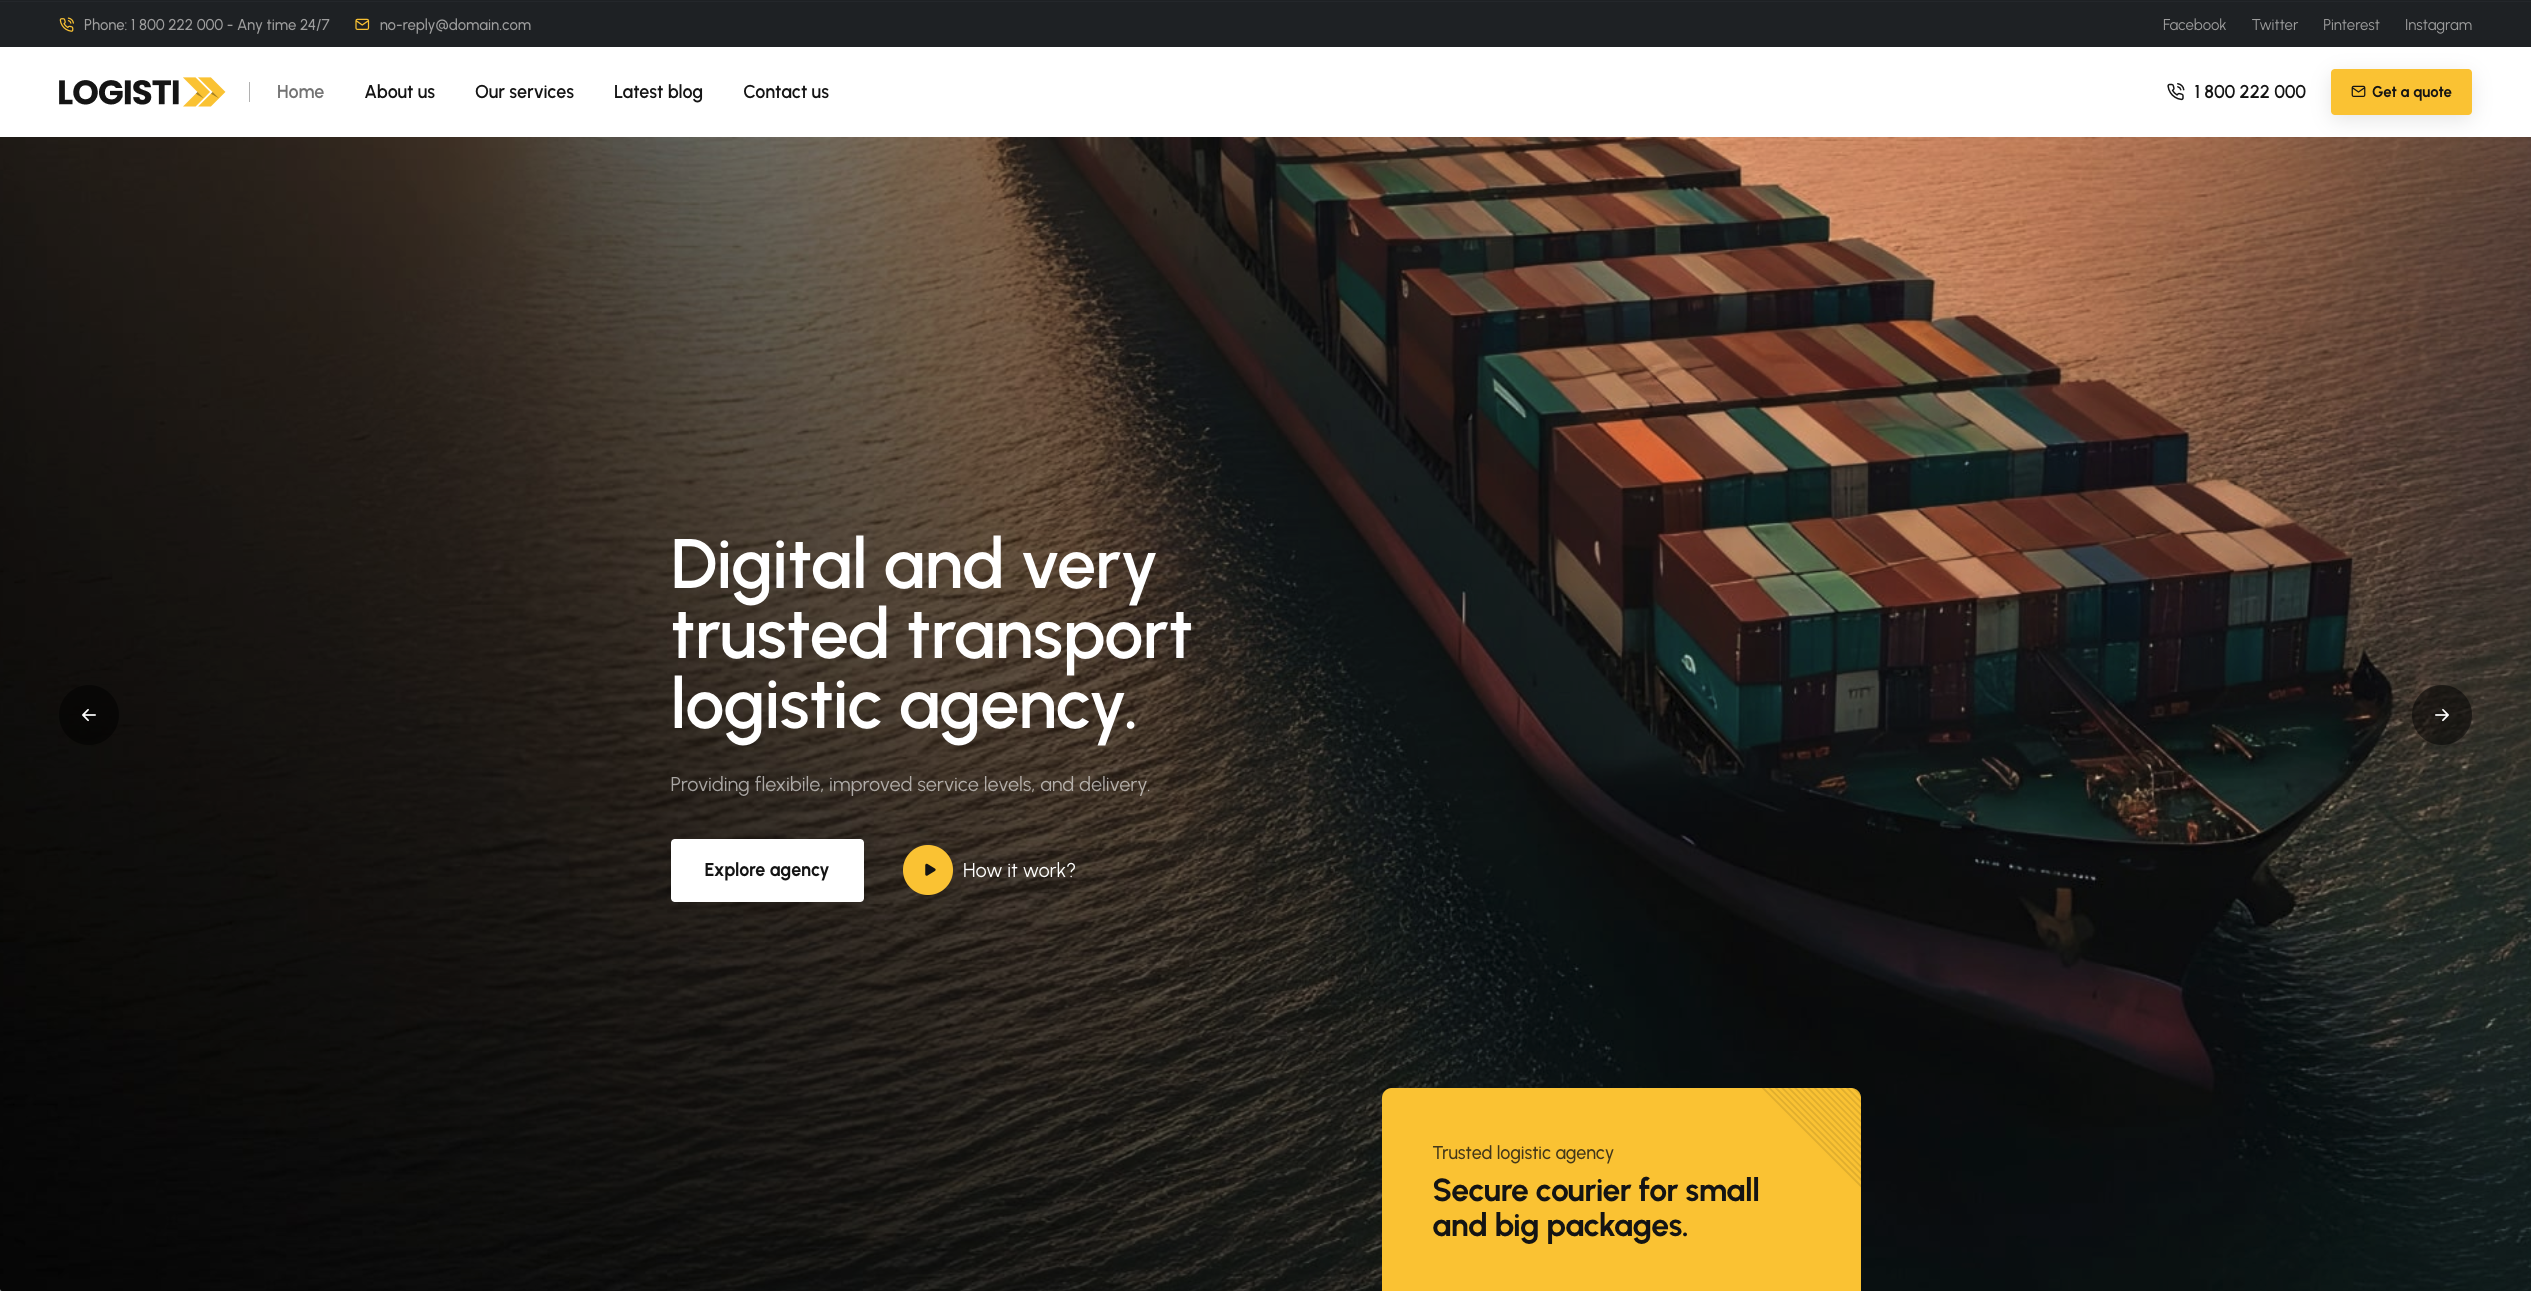 Phone: 1 800 222 000 - Any time 24/7
no-reply@domain.com
Facebook
Twitter
Pinterest
Instagram
LOGISTI
Home
About us
Our services
Latest blog
Contact us
1 800 222 000
Get a quote
Digital and very
trusted transport
logistic agency.
Providing flexibile, improved service levels, and delivery.
Explore agency
How it work?
Trusted logistic agency
Secure courier for small
and big packages.